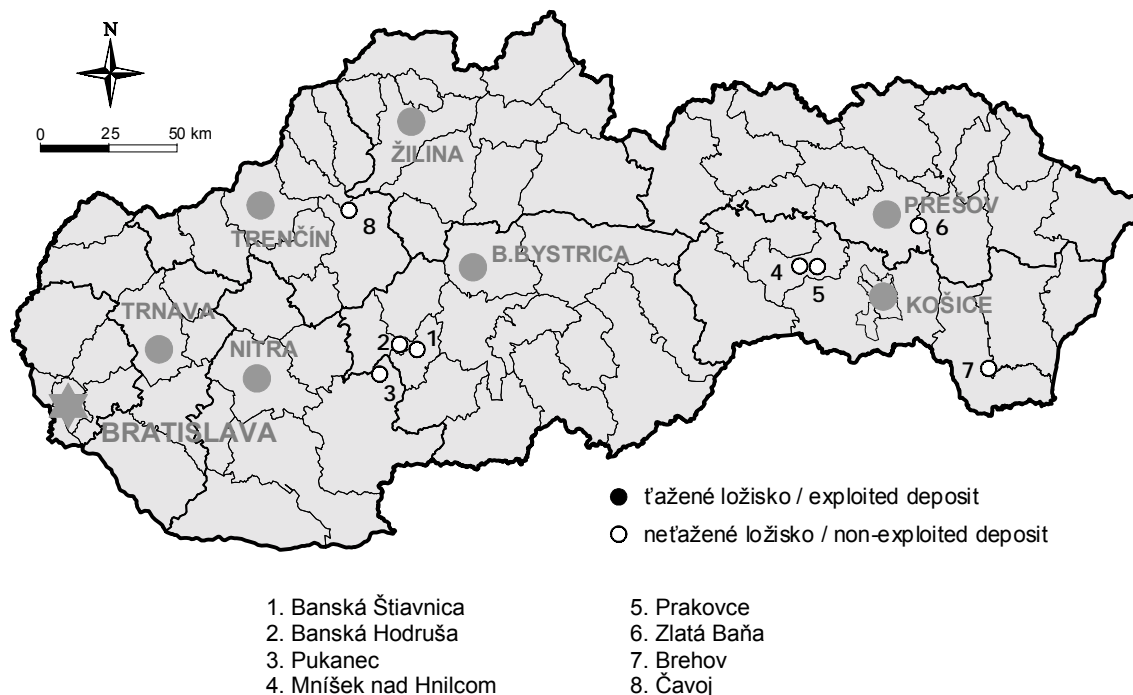 N
0 25 50 km
ŽILINA
TRENČÍN
8
PREŠOV
6
B.BYSTRICA
4
5
KOŠICE
TRNAVA
NITRA
2
1
3
7
BRATISLAVA
ťažené ložisko / exploited deposit
neťažené ložisko / non-exploited deposit
1. Banská Štiavnica
2. Banská Hodruša
3. Pukanec
4. Mníšek nad Hnilcom
5. Prakovce
6. Zlatá Baňa
7. Brehov
8. Čavoj